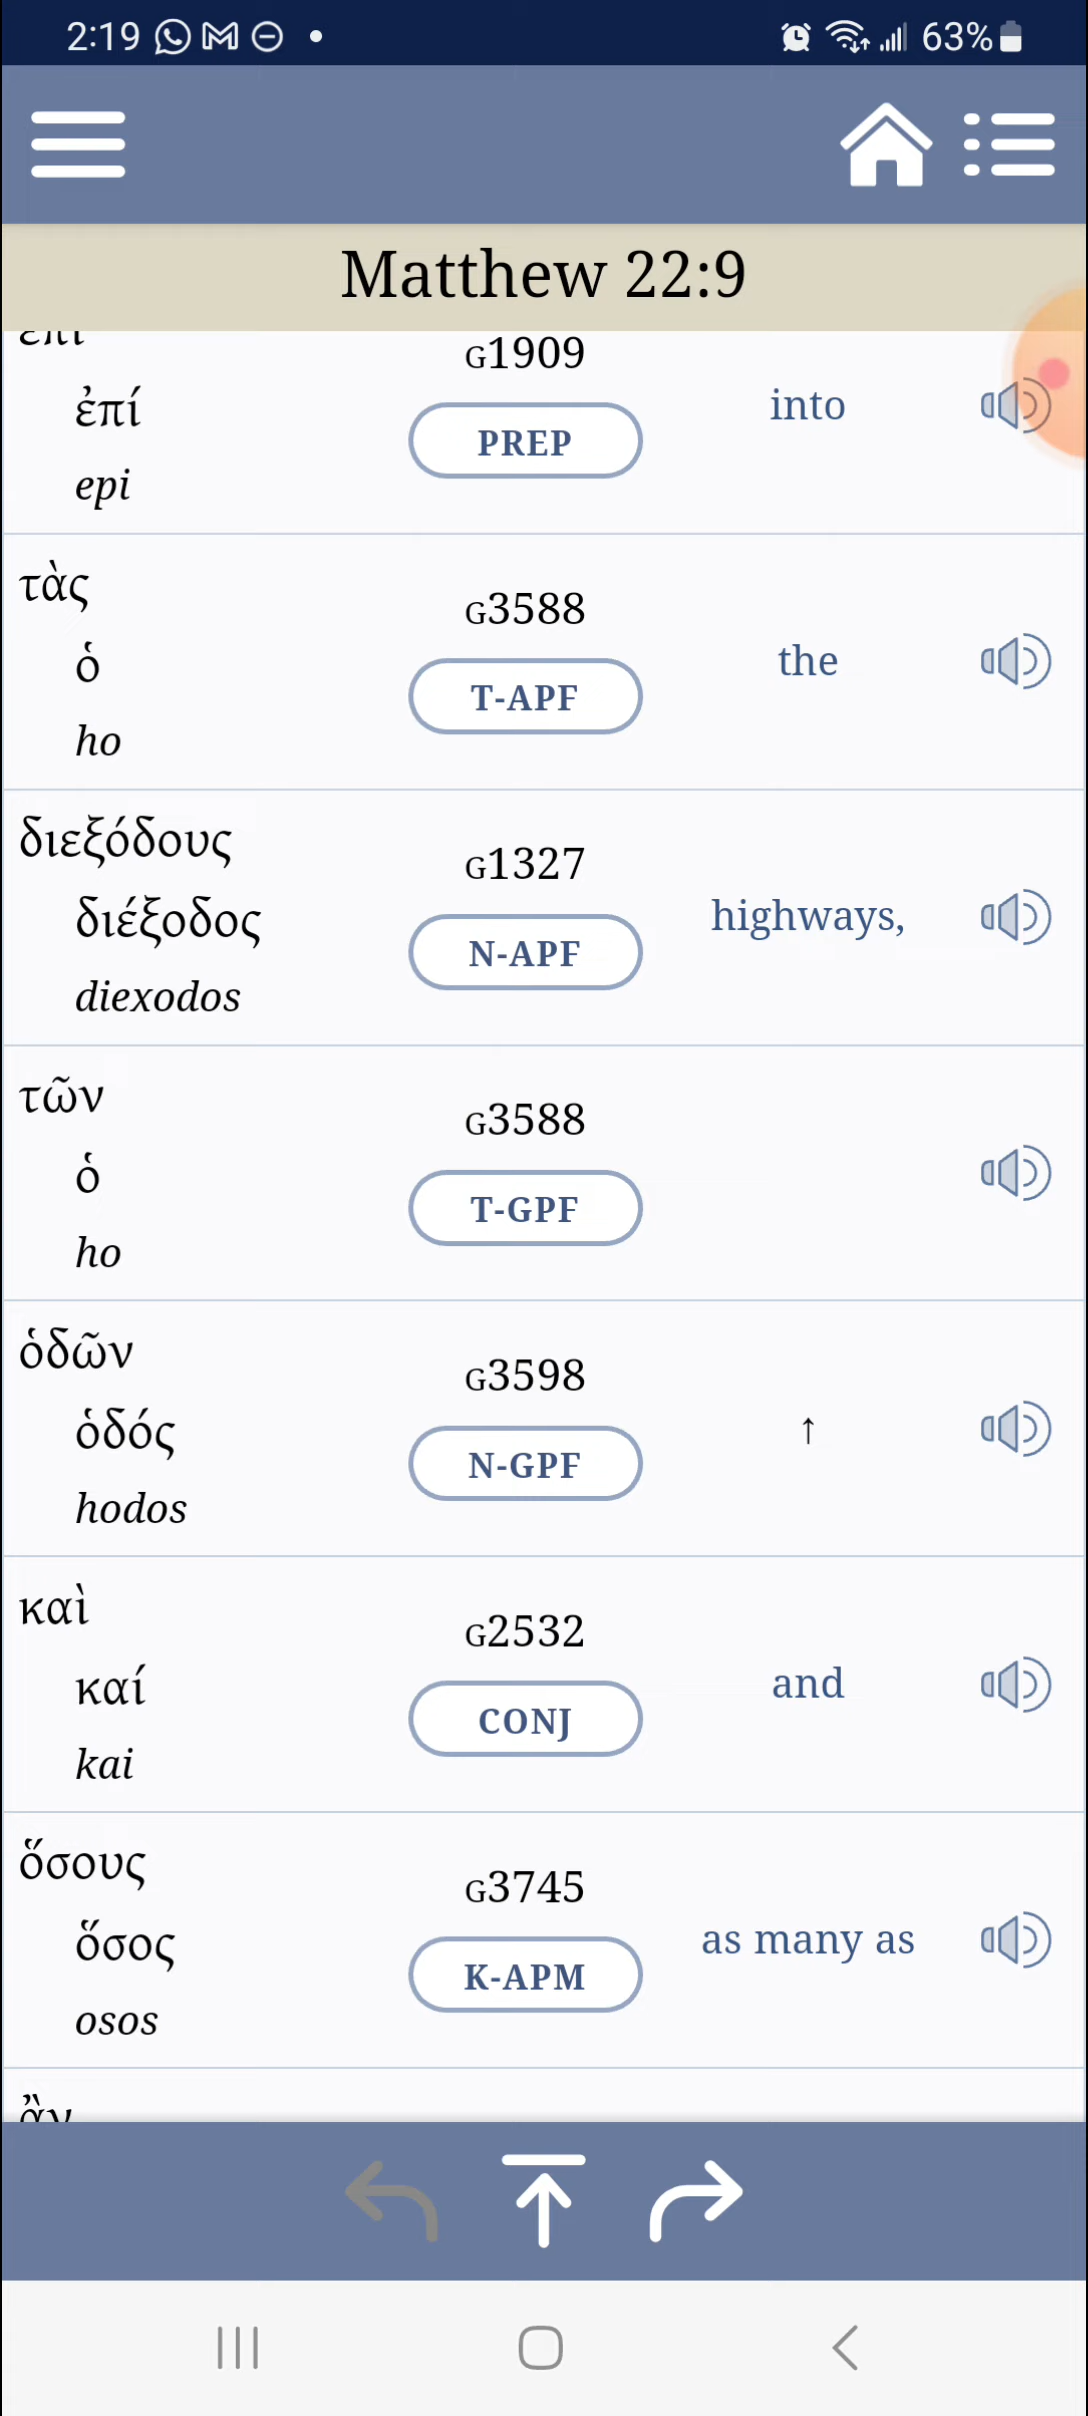 2:19 63%
Matthew 22:9
ἐπὶ
G1909
ἐπί
into
PREP
epi
τὰς
G3588
ὁ
the
T-APF
ho
διεξόδους
G1327
διέξοδος
highways,
N-APF
diexodos
τῶν
G3588
ὁ
T-GPF
ho
ὁδῶν
G3598
ὁδός
↑
N-GPF
hodos
καὶ
G2532
καί
and
CONJ
kai
ὅσους
G3745
ὅσος
as many as
K-APM
osos
ἂν